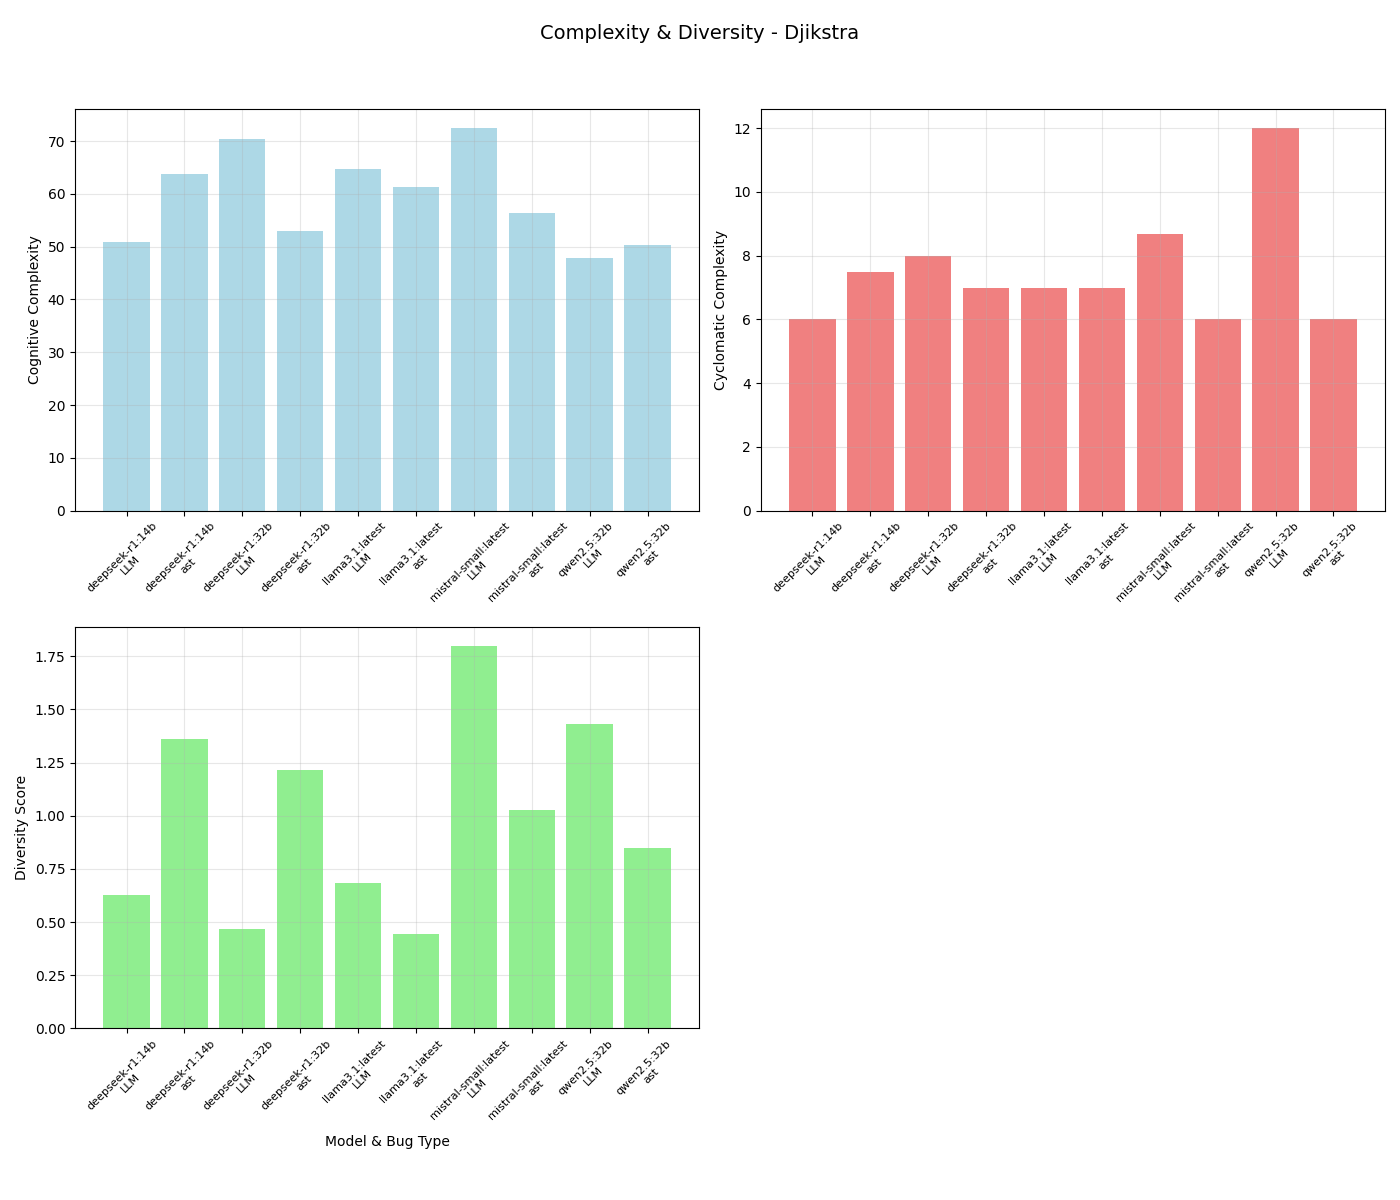 Complexity & Diversity - Djikstra
Cognitive Complexity
70
60
50
40
30
20
10
0
deepseek-r1:14b
LLM
deepseek-r1:14b
ast
deepseek-r1:32b
LLM
deepseek-r1:32b
ast
llama3.1:latest
LLM
llama3.1:latest
ast
mistral-small:latest
LLM
mistral-small:latest
ast
qwen2.5:32b
LLM
qwen2.5:32b
ast
Cyclomatic Complexity
12
10
8
6
4
2
0
deepseek-r1:14b
LLM
deepseek-r1:14b
ast
deepseek-r1:32b
LLM
deepseek-r1:32b
ast
llama3.1:latest
LLM
llama3.1:latest
ast
mistral-small:latest
LLM
mistral-small:latest
ast
qwen2.5:32b
LLM
qwen2.5:32b
ast
Diversity Score
1.75
1.50
1.25
1.00
0.75
0.50
0.25
0.00
deepseek-r1:14b
LLM
deepseek-r1:14b
ast
deepseek-r1:32b
LLM
deepseek-r1:32b
ast
llama3.1:latest
LLM
llama3.1:latest
ast
mistral-small:latest
LLM
mistral-small:latest
ast
qwen2.5:32b
LLM
qwen2.5:32b
ast
Model & Bug Type